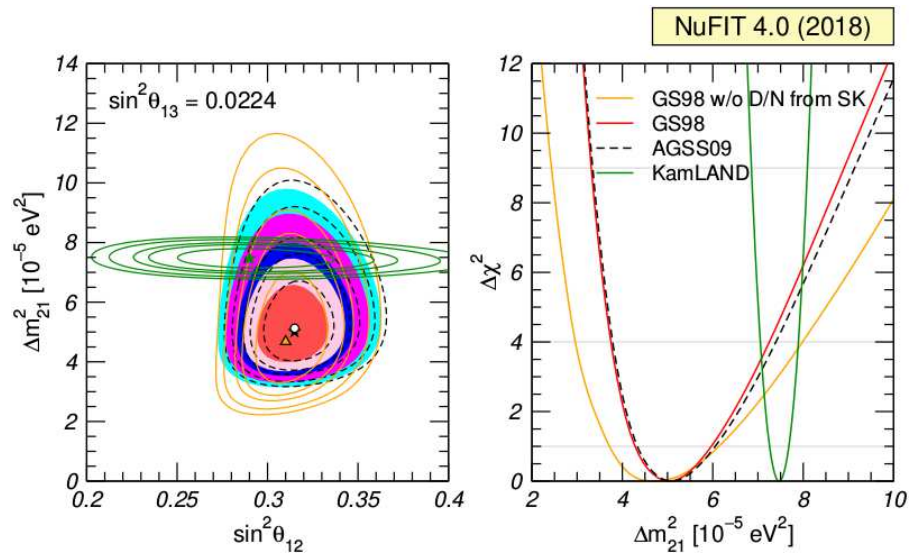 NuFIT 4.0 (2018)
sin²θ₁₃ = 0.0224
14
12
10
8
6
4
2
0
Δm²₂₁ [10⁻⁵ eV²]
0.2
0.25
0.3
0.35
0.4
sin²θ₁₂
GS98 w/o D/N from SK
GS98
AGSS09
KamLAND
12
10
8
6
4
2
0
Δχ²
2
4
6
8
10
Δm²₂₁ [10⁻⁵ eV²]